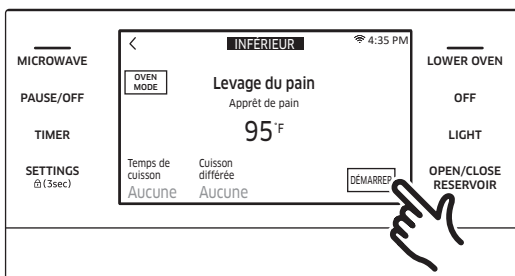 MICROWAVE
PAUSE/OFF
TIMER
SETTINGS
(3sec)
INFÉRIEUR
4:35 PM
OVEN
MODE
Levage du pain
Apprêt de pain
95°F
Temps de
cuisson
Aucune
Cuisson
différée
Aucune
LOWER OVEN
OFF
LIGHT
OPEN/CLOSE
RESERVOIR